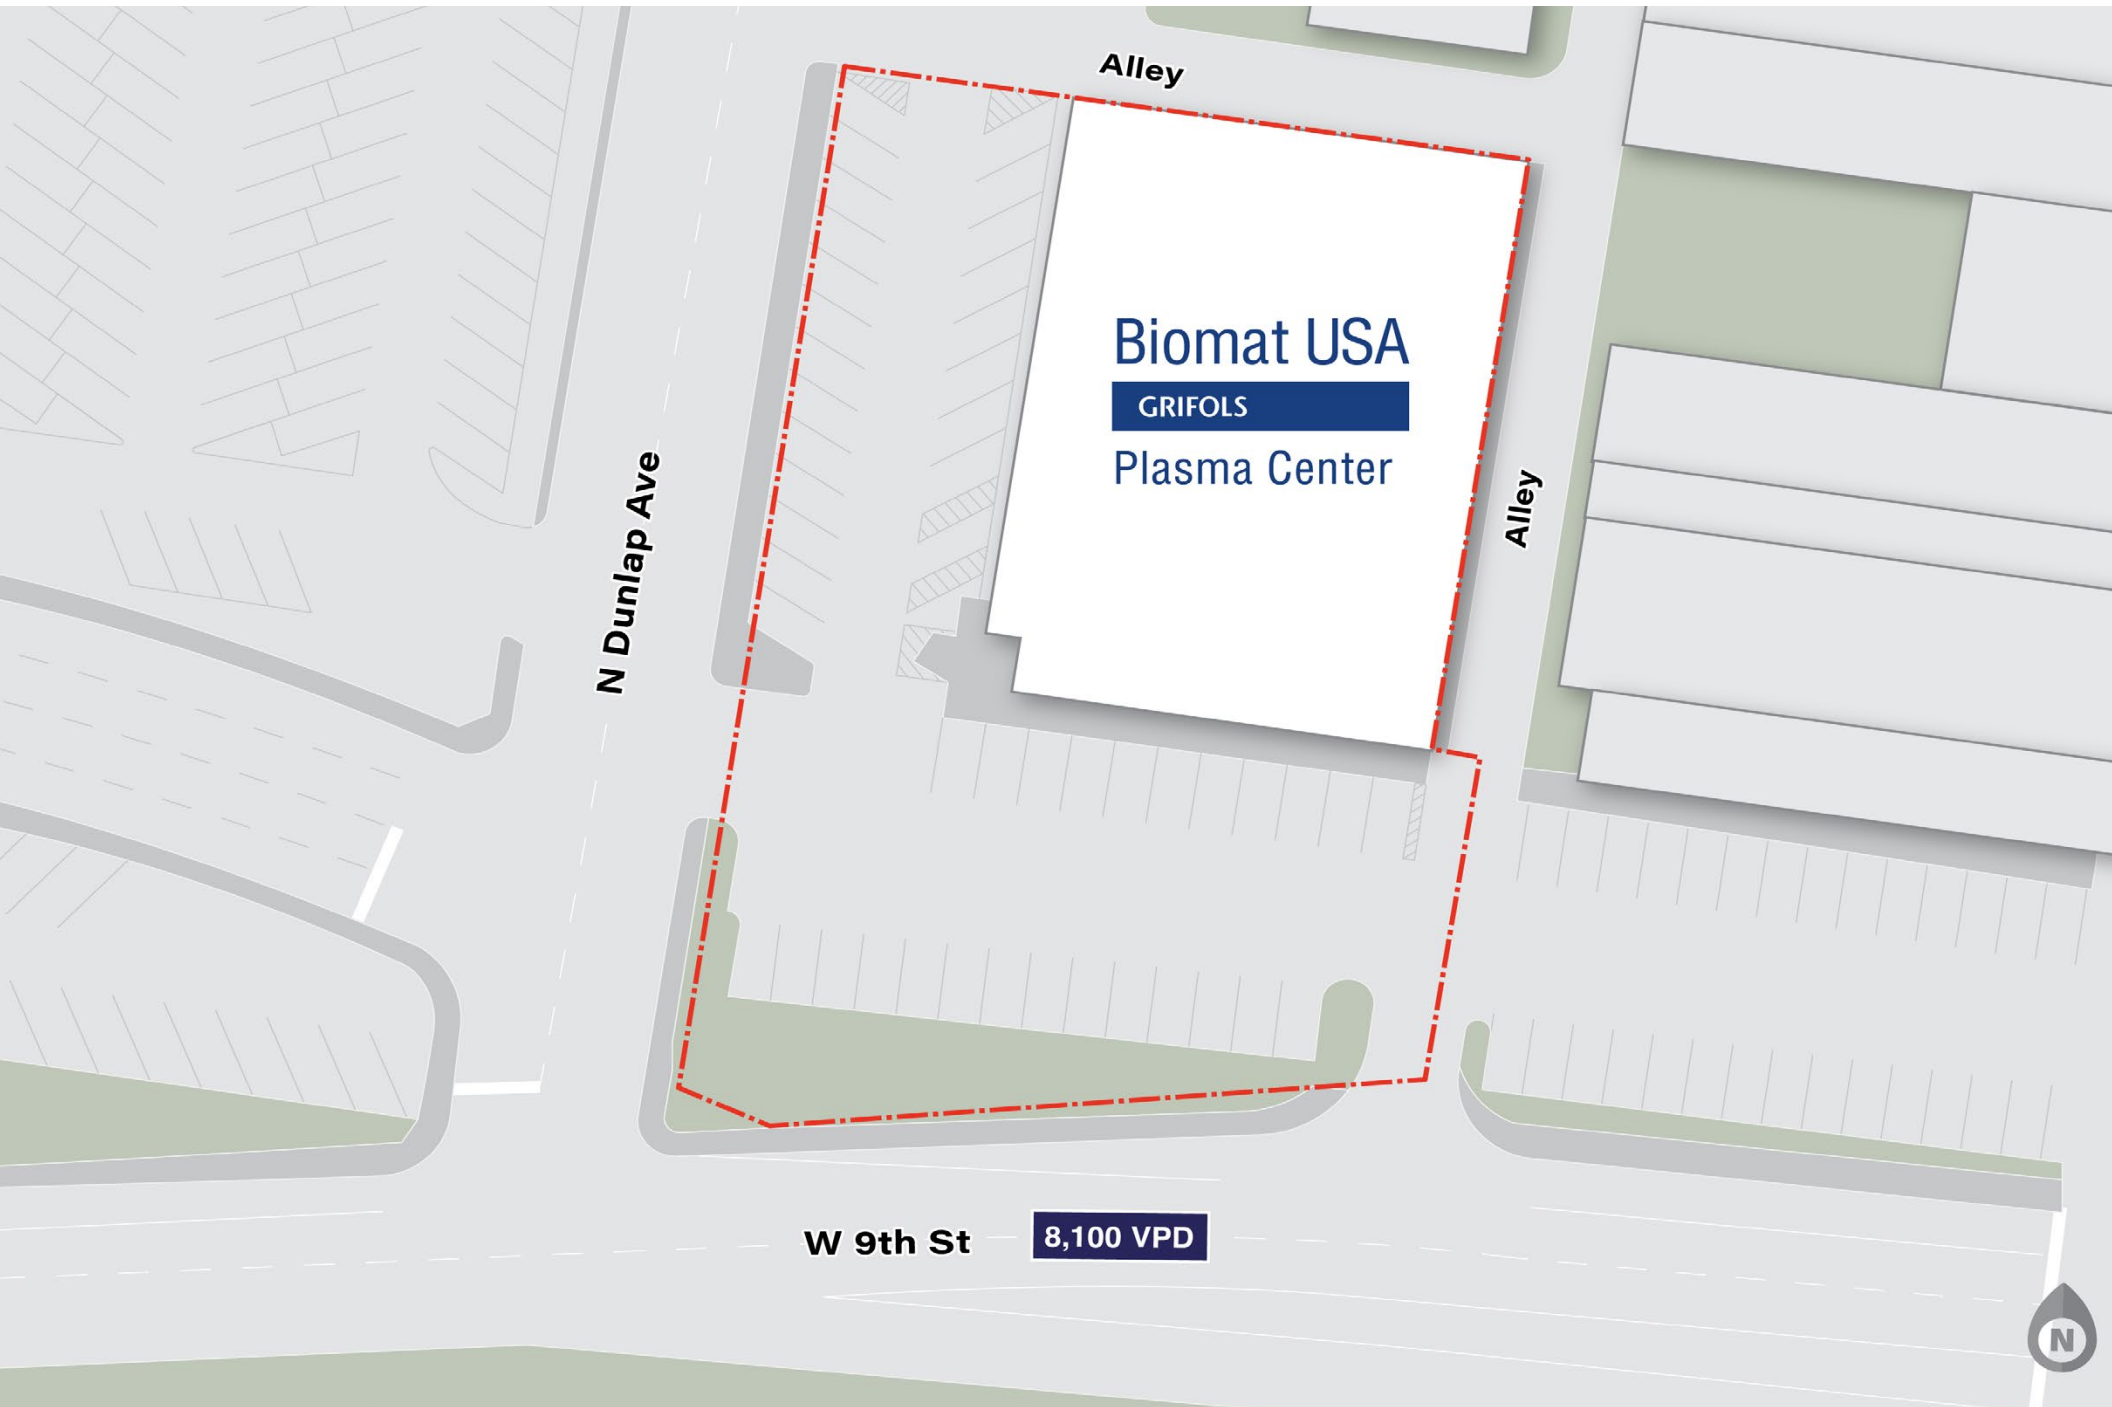 Alley
Biomat USA
GRIFOLS
Plasma Center
N Dunlap Ave
Alley
W 9th St
8,100 VPD
N